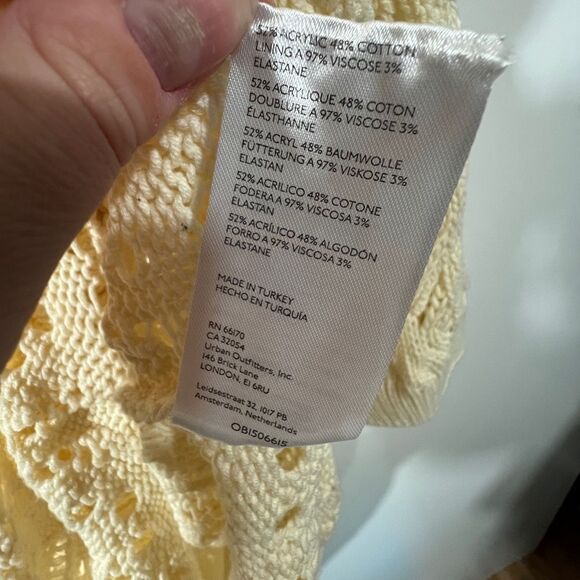 52% ACRYLIC 48% COTTON
LINING A 97% VISCOSE 3%
ELASTANE
52% ACRYLIQUE 48% COTON
DOUBLURE A 97% VISCOSE 3%
ÉLASTHANNE
52% ACRYL 48% BAUMWOLLE
FÜTTERUNG A 97% VISKOSE 3%
ELASTAN
52% ACRILICO 48% COTONE
FODERA A 97% VISCOSA 3%
ELASTAN
52% ACRÍLICO 48% ALGODÓN
FORRO A 97% VISCOSA 3%
ELASTANE
MADE IN TURKEY
HECHO EN TURQUÍA
RN 66170
CA 32054
Urban Outfitters, Inc.
146 Brick Lane
LONDON, E1 6RU
Leidsestraat 32, 1017 PB
Amsterdam, Netherlands
OB1506615